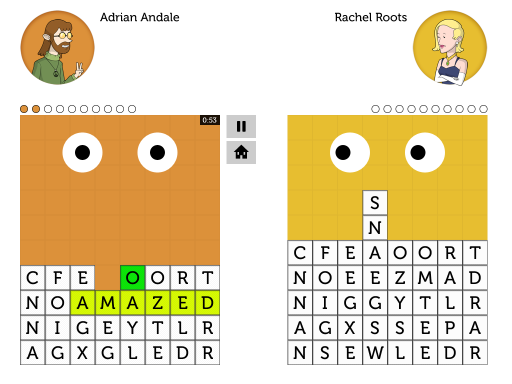 Adrian Andale
Rachel Roots
0:53
C F E O O R T
N O A M A Z E D
N I G E Y T L R
A G X G L E D R
S
N
C F E A O O R T
N O E E Z M A D
N I G G Y T L R
A G X S S E P A
N S E W L E D R